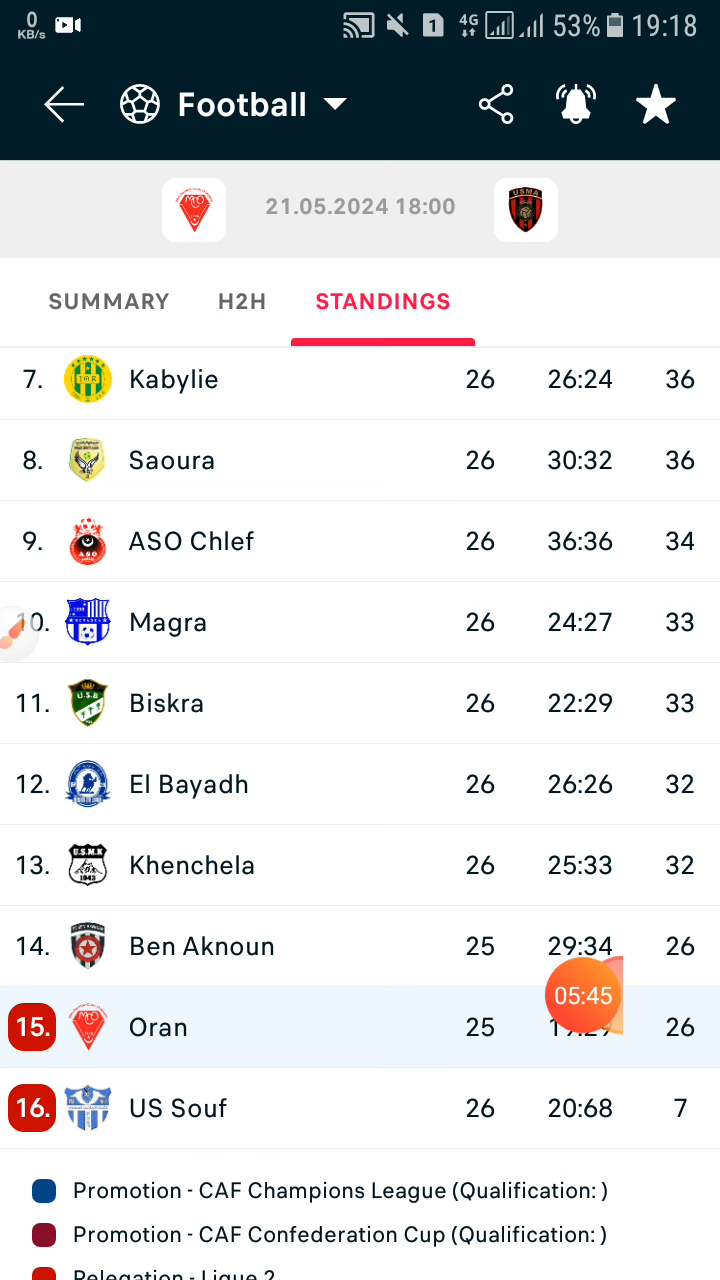 0
KB/s
1 4G 53% 19:18
Football
21.05.2024 18:00
USMA
SUMMARY H2H STANDINGS
7. Kabylie 26 26:24 36
8. Saoura 26 30:32 36
9. ASO Chlef 26 36:36 34
10. Magra 26 24:27 33
11. Biskra 26 22:29 33
12. El Bayadh 26 26:26 32
13. Khenchela 26 25:33 32
14. Ben Aknoun 25 29:34 26
05:45
15. Oran 25 26
16. US Souf 26 20:68 7
Promotion - CAF Champions League (Qualification: )
Promotion - CAF Confederation Cup (Qualification: )
Relegation - Ligue 2